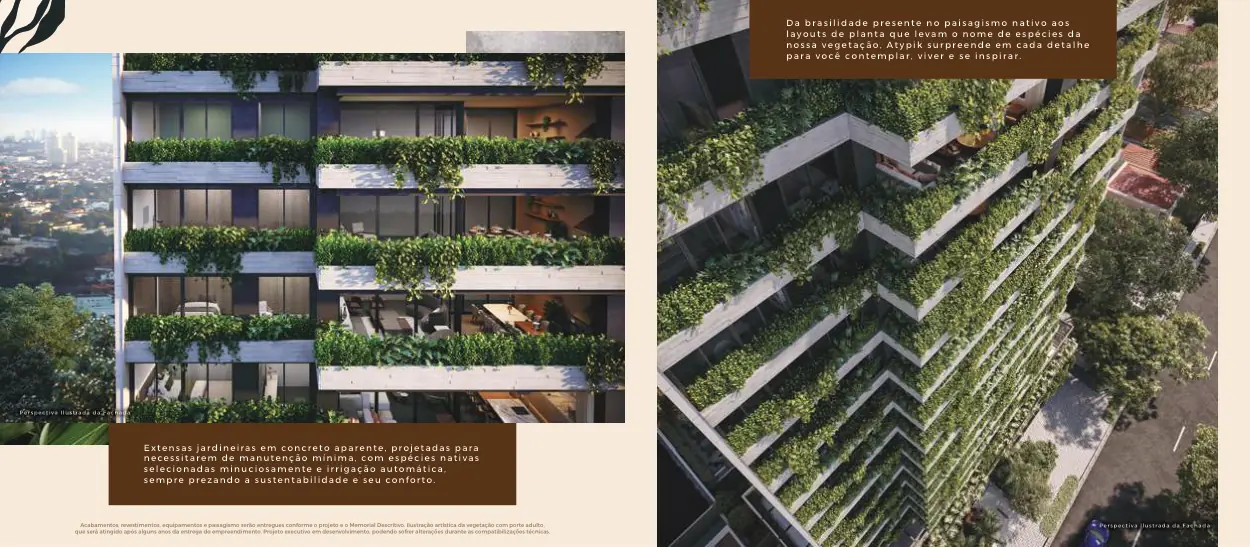 Perspectiva Ilustrada da Fachada
Extensas jardineiras em concreto aparente, projetadas para
necessitarem de manutenção mínima, com espécies nativas
selecionadas minuciosamente e irrigação automática,
sempre prezando a sustentabilidade e seu conforto.
Acabamentos, revestimentos, equipamentos e paisagismo serão entregues conforme o projeto e o Memorial Descritivo. Ilustração artística de vegetação com porte adulto,
que será atingido após alguns anos da entrega do empreendimento. Projeto executivo em desenvolvimento, podendo sofrer alterações durante as compatibilizações técnicas.
Da brasilidade presente no paisagismo nativo aos
layouts de planta que levam o nome de espécies da
nossa vegetação, Atypik surpreende em cada detalhe
para você contemplar, viver e se inspirar.
Perspectiva Ilustrada da Fachada